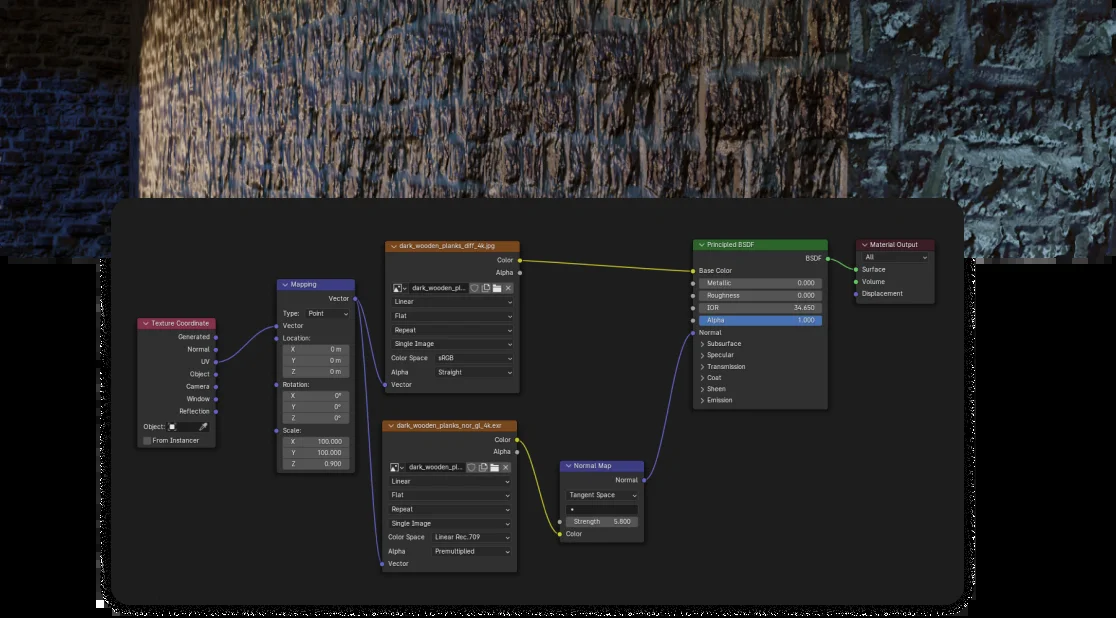 Texture Coordinate
Generated
Normal
UV
Object
Camera
Window
Reflection
Object:
From Instancer
Mapping
Vector
Type: Point
Vector
Location:
X 0 m
Y 0 m
Z 0 m
Rotation:
X 0°
Y 0°
Z 0°
Scale:
X 100.000
Y 100.000
Z 0.900
dark_wooden_planks_diff_4k.jpg
Color
Alpha
dark_wooden_pl...
Linear
Flat
Repeat
Single Image
Color Space sRGB
Alpha Straight
Vector
dark_wooden_planks_nor_gl_4k.exr
Color
Alpha
dark_wooden_pl...
Linear
Flat
Repeat
Single Image
Color Space Linear Rec.709
Alpha Premultiplied
Vector
Normal Map
Normal
Tangent Space
Strength 5.800
Color
Principled BSDF
BSDF
Base Color
Metallic 0.000
Roughness 0.000
IOR 34.650
Alpha 1.000
Normal
Subsurface
Specular
Transmission
Coat
Sheen
Emission
Material Output
All
Surface
Volume
Displacement